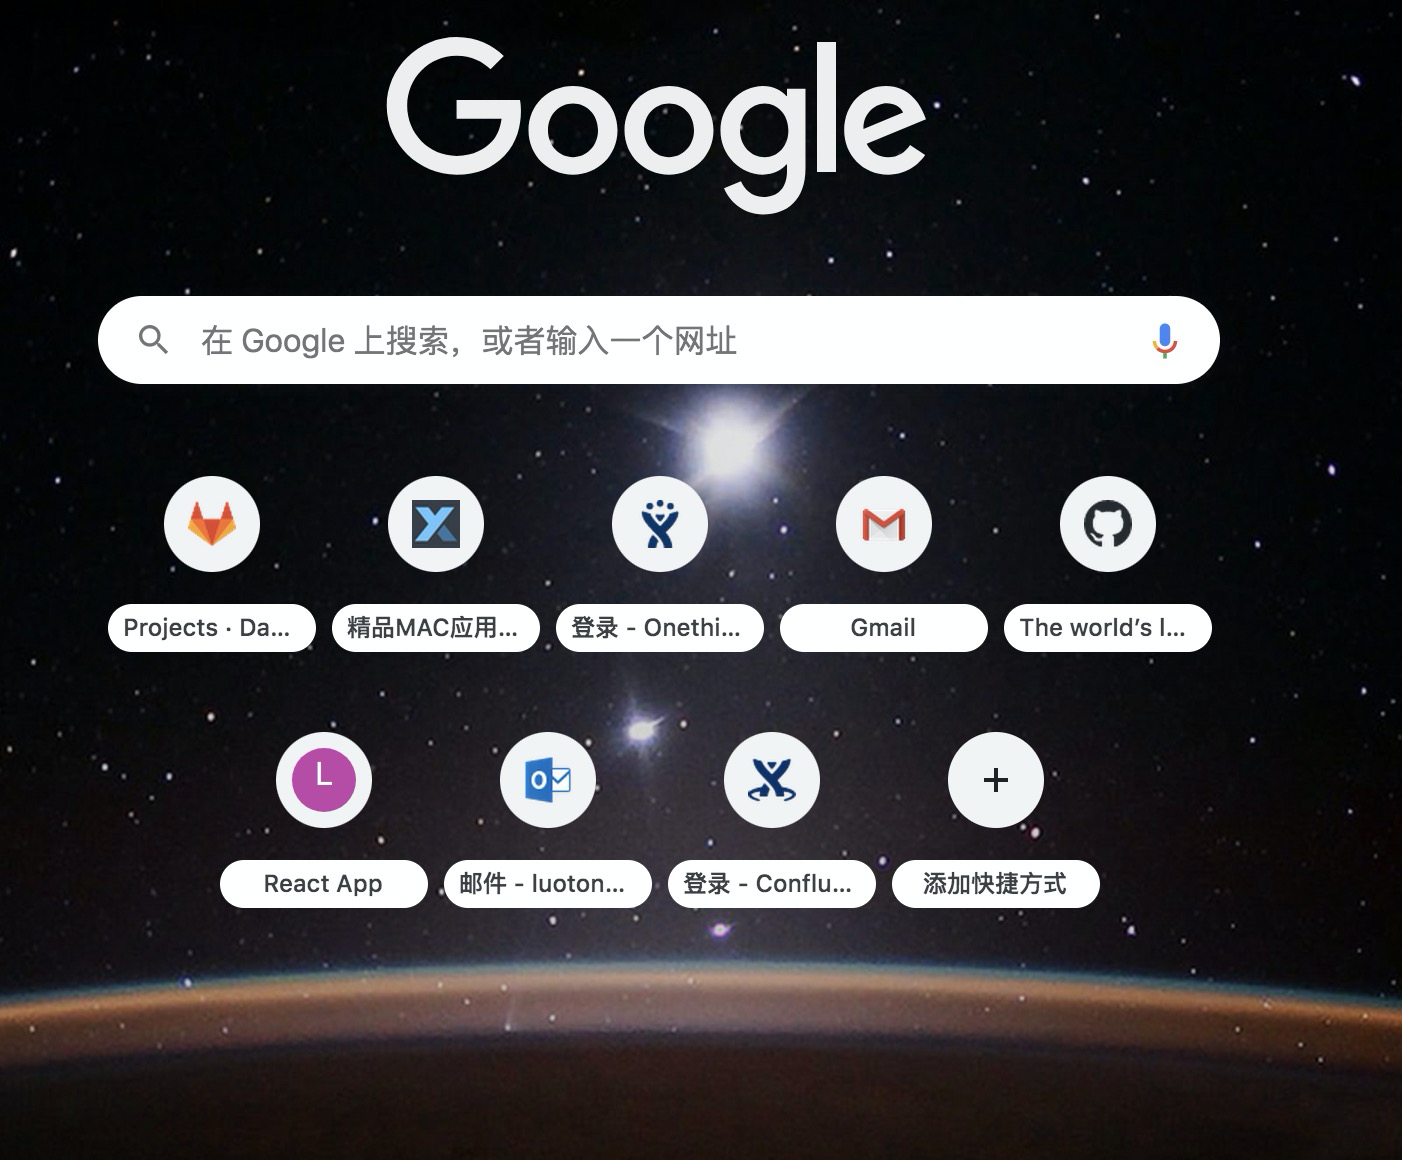 Google
在 Google 上搜索，或者输入一个网址
Projects · Da...
精品MAC应用...
登录 - Onethi...
Gmail
The world's l...
L
React App
邮件 - luoton...
登录 - Conflu...
添加快捷方式